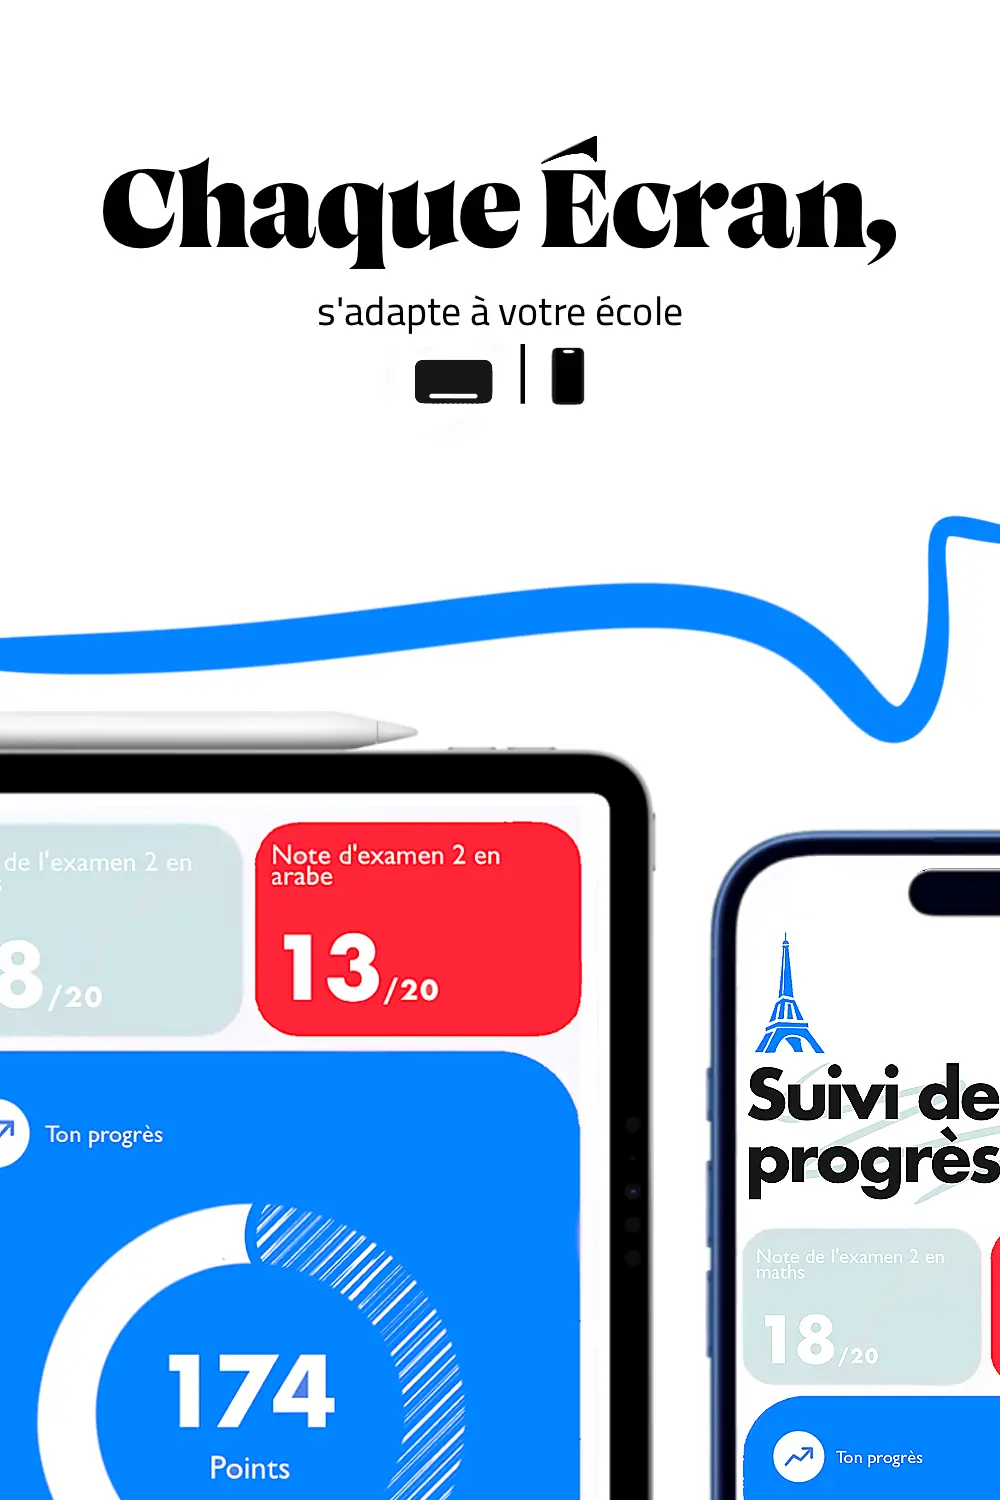 Chaque Écran,
s'adapte à votre école
de l'examen 2 en
8/20
Note d'examen 2 en
arabe
13/20
Ton progrès
174
Points
Suivi de
progrès
Note de l'examen 2 en
maths
18/20
Ton progrès